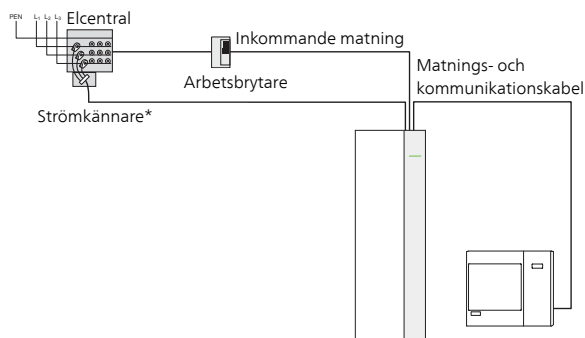 PEN L₁ L₂ L₃ Elcentral
Inkommande matning
Arbetsbrytare
Matnings- och
kommunikationskabel
Strömkännare*